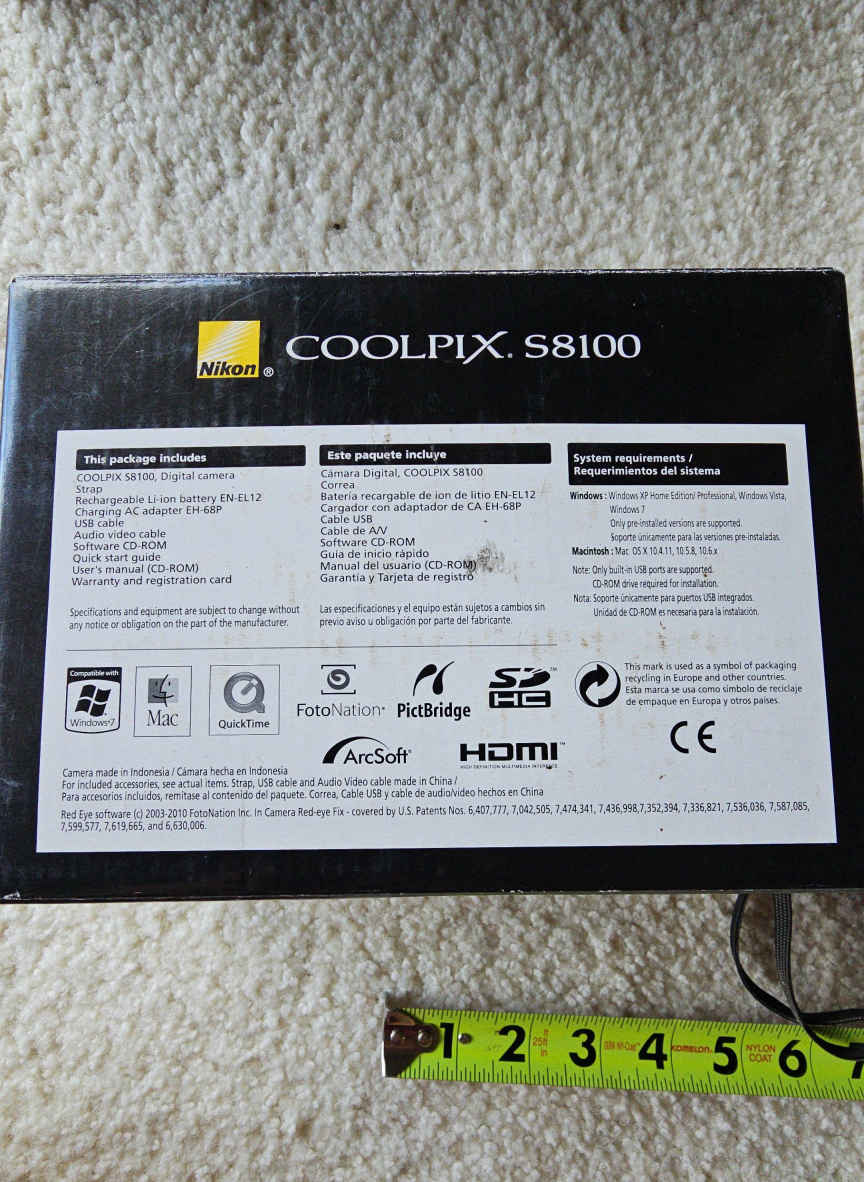 Nikon ® COOLPIX. S8100
This package includes
COOLPIX S8100, Digital camera
Strap
Rechargeable Li-ion battery EN-EL12
Charging AC adapter EH-68P
USB cable
Audio video cable
Software CD-ROM
Quick start guide
User's manual (CD-ROM)
Warranty and registration card
Specifications and equipment are subject to change without
any notice or obligation on the part of the manufacturer.
Este paquete incluye
Cámara Digital, COOLPIX S8100
Correa
Batería recargable de ion de litio EN-EL12
Cargador con adaptador de CA EH-68P
Cable USB
Cable de A/V
Software CD-ROM
Guía de inicio rápido
Manual del usuario (CD-ROM)
Garantía y Tarjeta de registro
Las especificaciones y el equipo están sujetos a cambios sin
previo aviso u obligación por parte del fabricante.
System requirements /
Requerimientos del sistema
Windows : Windows XP Home Edition/ Professional, Windows Vista,
Windows 7
Only pre-installed versions are supported.
Soporte únicamente para las versiones pre-instaladas.
Macintosh : Mac OS X 10.4.11, 10.5.8, 10.6.x
Note: Only built-in USB ports are supported.
CD-ROM drive required for installation.
Nota: Soporte únicamente para puertos USB integrados.
Unidad de CD-ROM es necesaria para la instalación.
Compatible with
Windows 7
Mac
QuickTime
FotoNation
PictBridge
SD HC ™
This mark is used as a symbol of packaging
recycling in Europe and other countries.
Esta marca se usa como símbolo de reciclaje
de empaque en Europa y otros países.
ArcSoft
HDMI ™
HIGH DEFINITION MULTIMEDIA INTERFACE
CE
Camera made in Indonesia / Cámara hecha en Indonesia
For included accessories, see actual items. Strap, USB cable and Audio Video cable made in China /
Para accesorios incluidos, remítase al contenido del paquete. Correa, Cable USB y cable de audio/video hechos en China
Red Eye software (c) 2003-2010 FotoNation Inc. In Camera Red-eye Fix - covered by U.S. Patents Nos. 6,407,777, 7,042,505, 7,474,341, 7,436,998,7,352,394, 7,336,821, 7,536,036, 7,587,085,
7,599,577, 7,619,665, and 6,630,006.
1 2 25ft 3 4 KOMELON 5 NYLON COAT 6 7